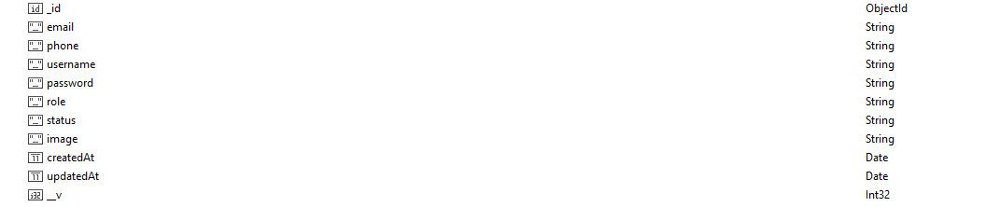 _id ObjectId
email String
phone String
username String
password String
role String
status String
image String
createdAt Date
updatedAt Date
__v Int32